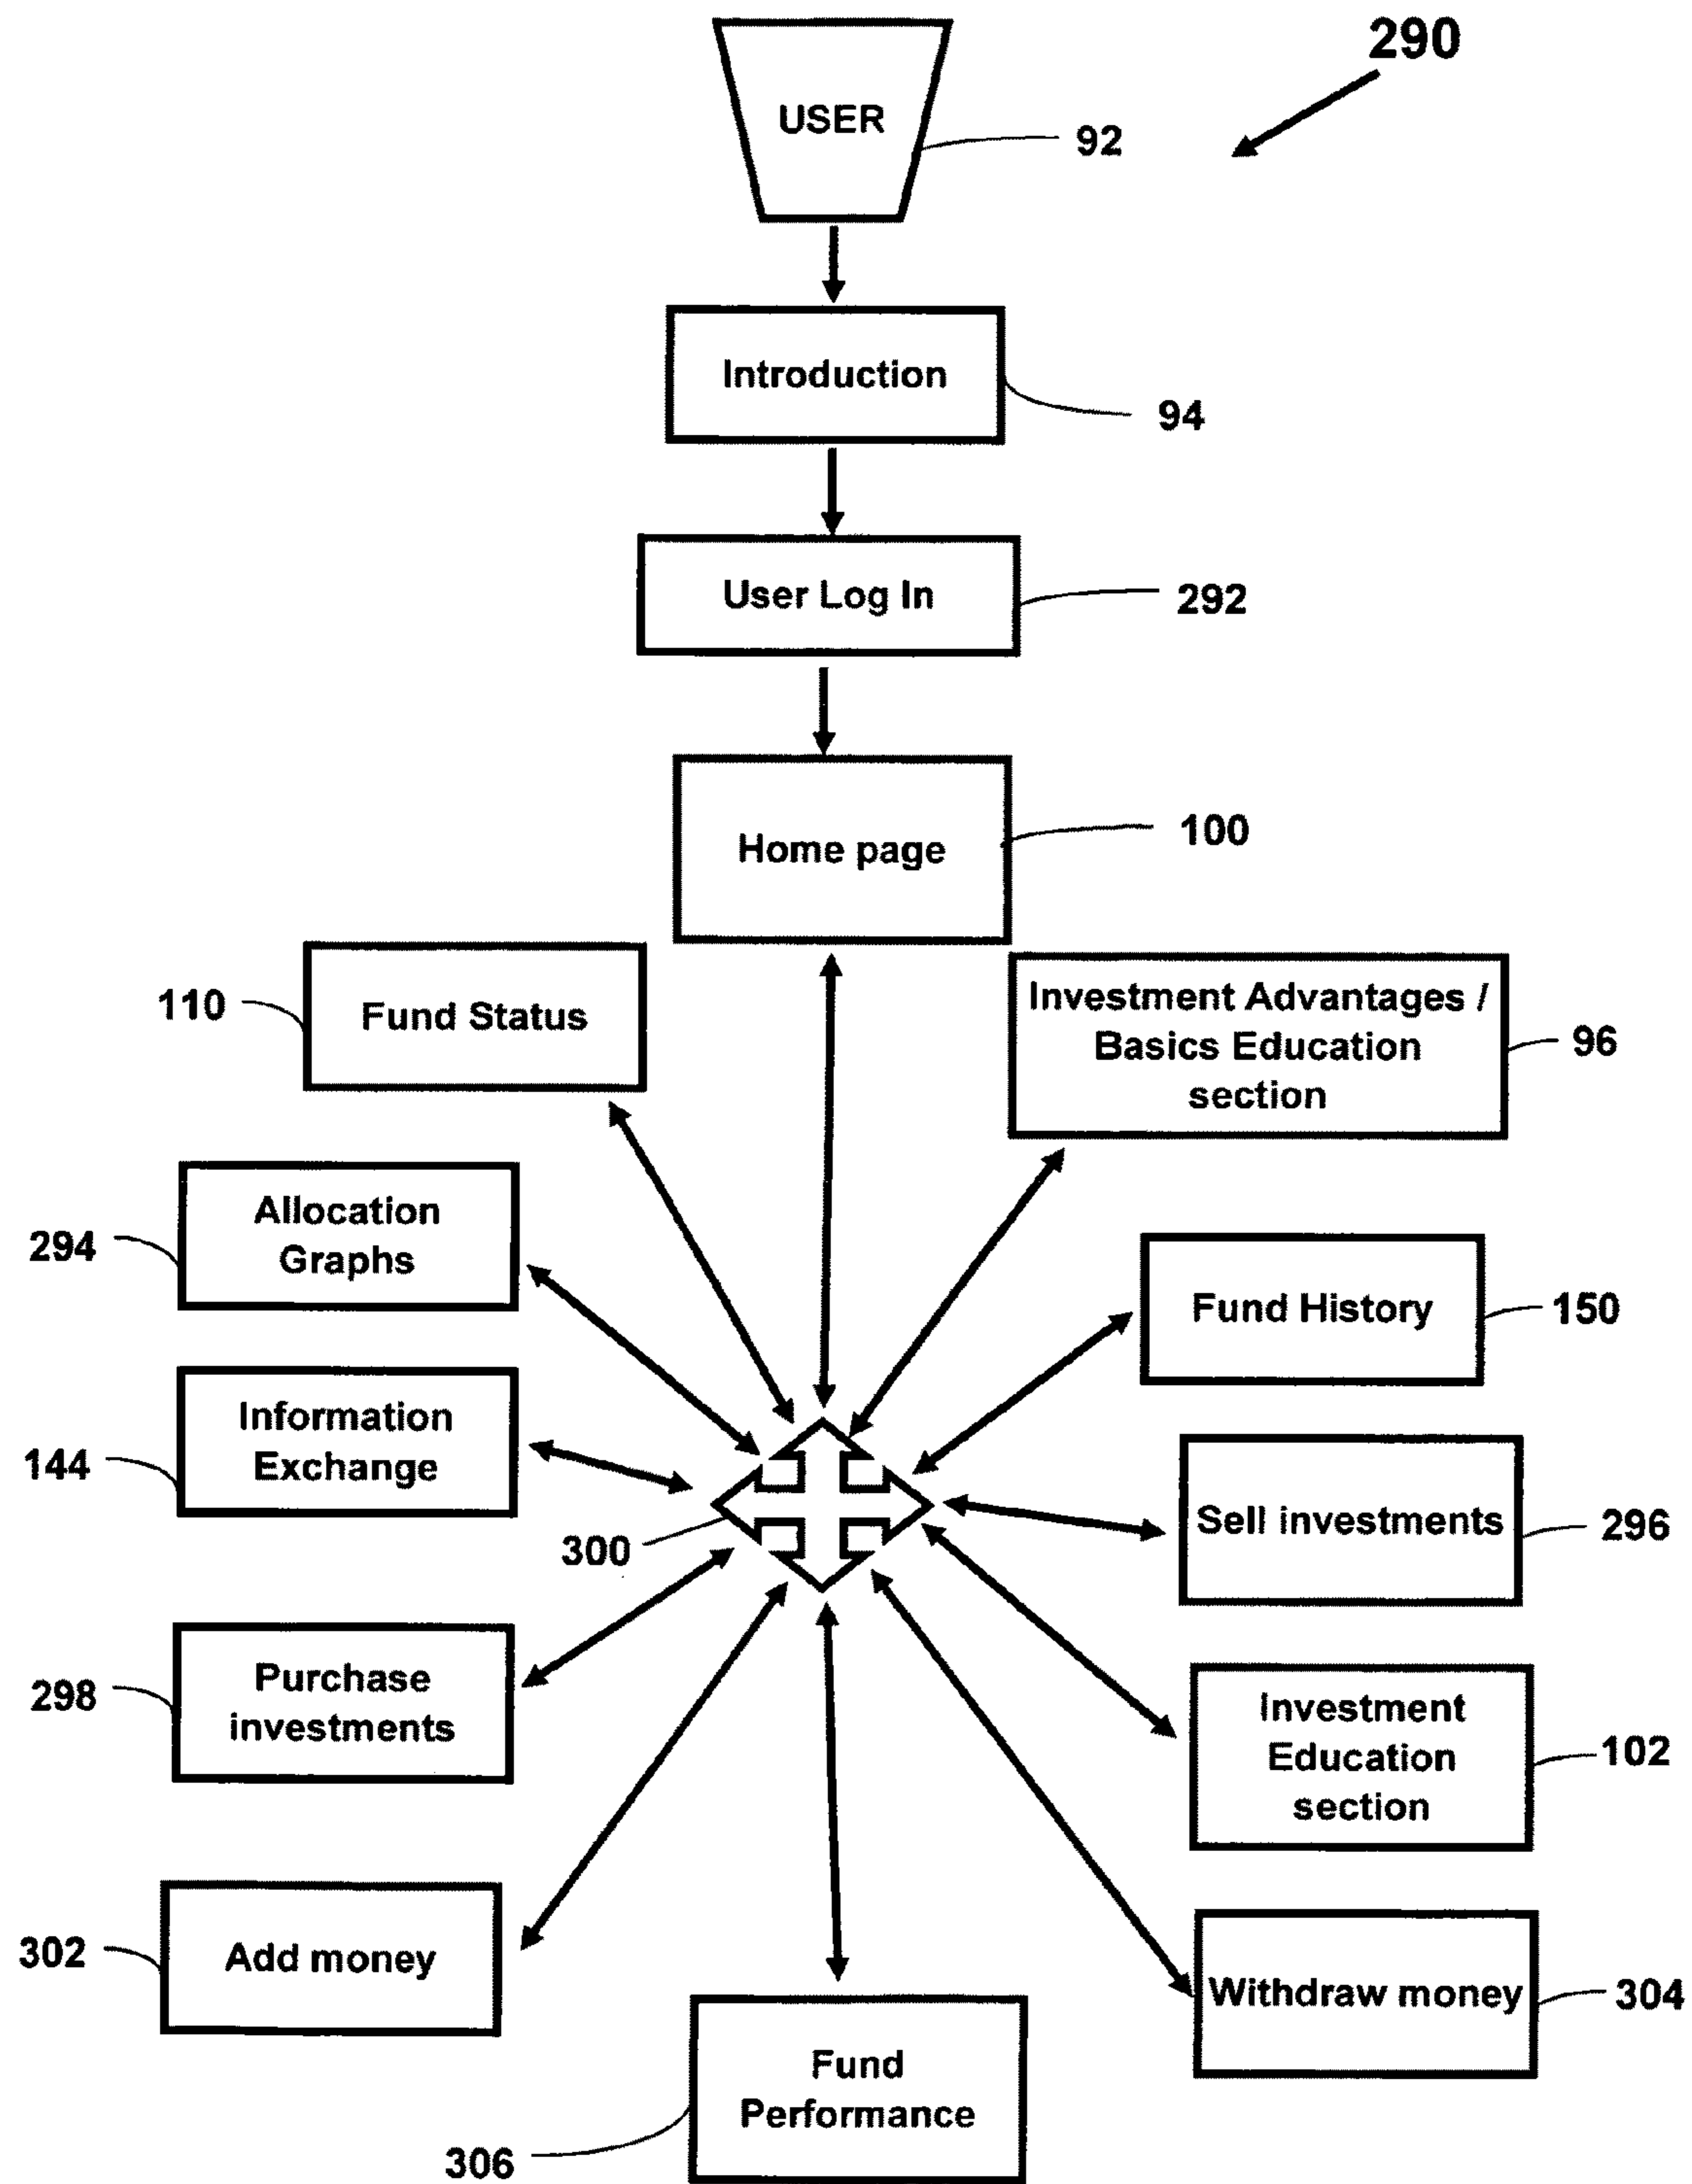 290
USER
92
Introduction
94
User Log In
292
Home page
100
110
Fund Status
Investment Advantages /
Basics Education
section
96
294
Allocation
Graphs
Fund History
150
144
Information
Exchange
300
Sell investments
296
298
Purchase
investments
Investment
Education
section
102
302
Add money
Withdraw money
304
Fund
Performance
306